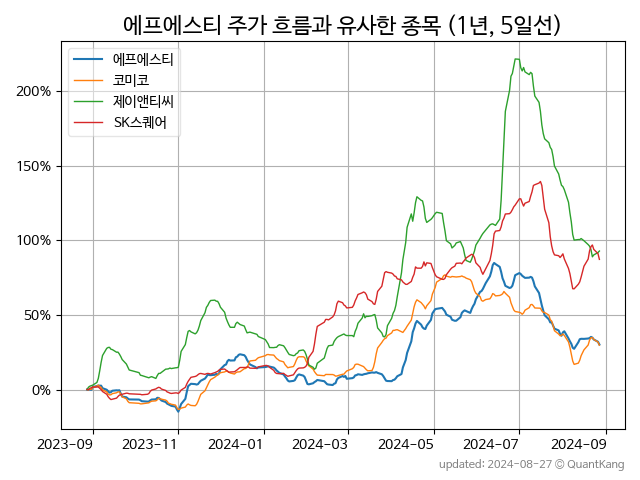 에프에스티 주가 흐름과 유사한 종목 (1년, 5일선)
에프에스티
코미코
제이앤티씨
SK스퀘어
200%
150%
100%
50%
0%
2023-09 2023-11 2024-01 2024-03 2024-05 2024-07 2024-09
updated: 2024-08-27 © QuantKang